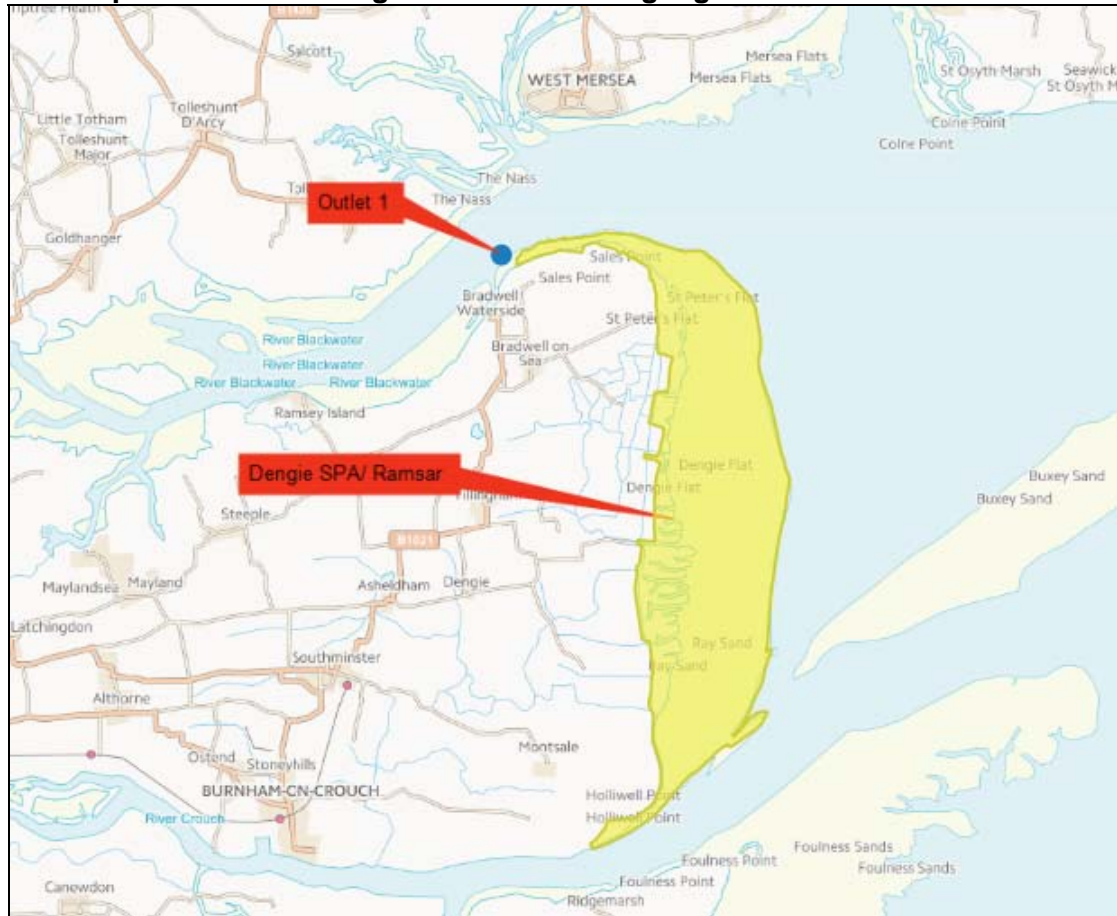 Salcott
WEST MERSEA
Mersea Flats
Mersea Flats
St Osyth Marsh
Seawick
St Osyth M
Colne Point
Colne Point
Little Totham
Tolleshunt
D'Arcy
Tolleshunt
Major
Tol
Goldhanger
The Nass
The Nass
Outlet 1
Sales Point
Sales Point
Bradwell
Waterside
St Peter's Flat
St Peter's Flat
Bradwell on
Sea
River Blackwater
River Blackwater
River Blackwater
River Blackwater
Ramsey Island
Dengie SPA/ Ramsar
Dengie Flat
Dengie Flat
Tillingham
Buxey Sand
Buxey Sand
Steeple
B1021
Maylandsea
Mayland
Asheldham
Dengie
Latchingdon
Southminster
Ray Sand
Ray Sand
Althorne
Ostend
Stoneyhills
Montsale
BURNHAM-ON-CROUCH
River Crouch
Holliwell Point
Holliwell Point
Foulness Sands
Foulness Sands
Foulness Point
Foulness Point
Canewdon
Ridgemarsh